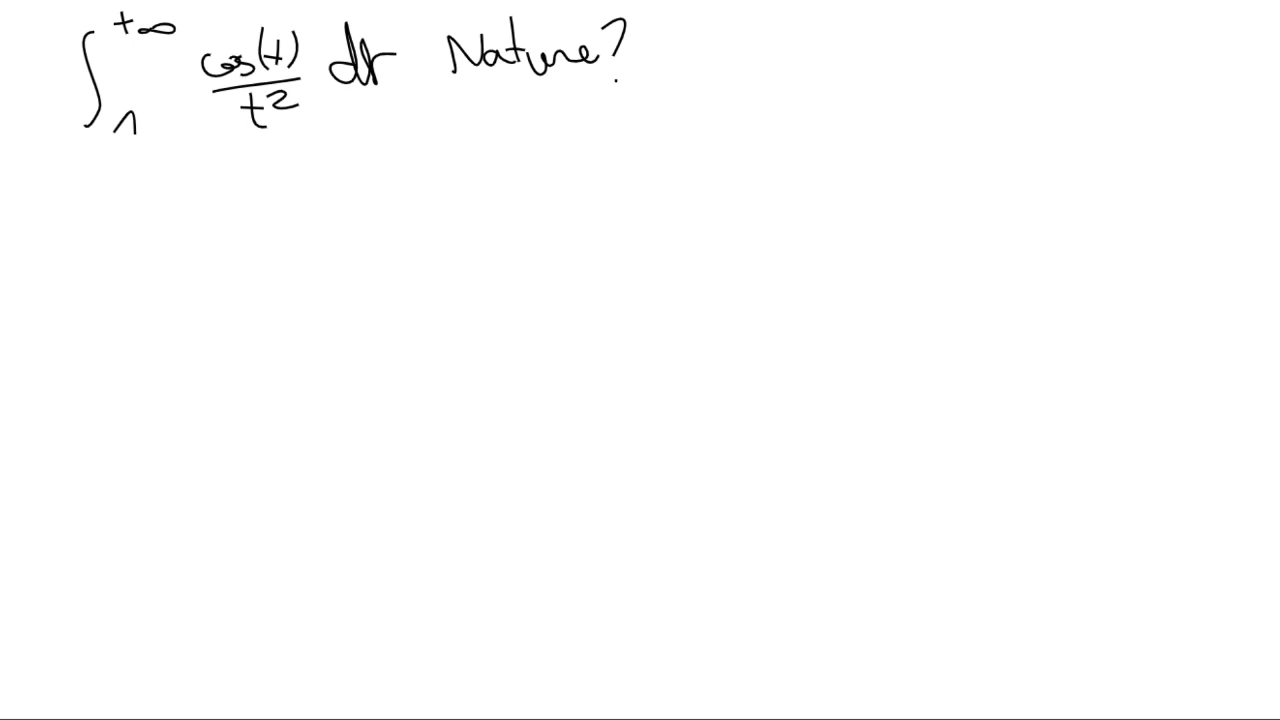 ∫₁^{+∞} cos(t)/t² dt Nature?